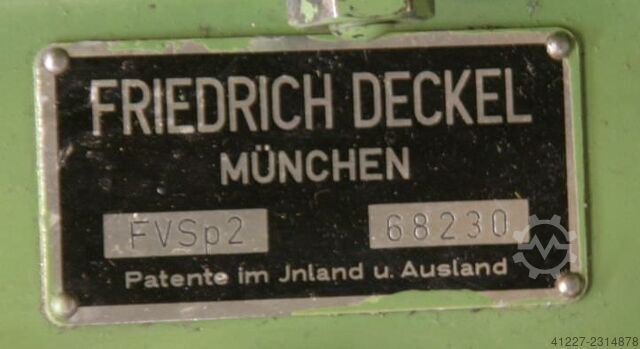 FRIEDRICH DECKEL
MÜNCHEN
FVSp2 68230
Patente im Jnland u. Ausland
41227-2314878